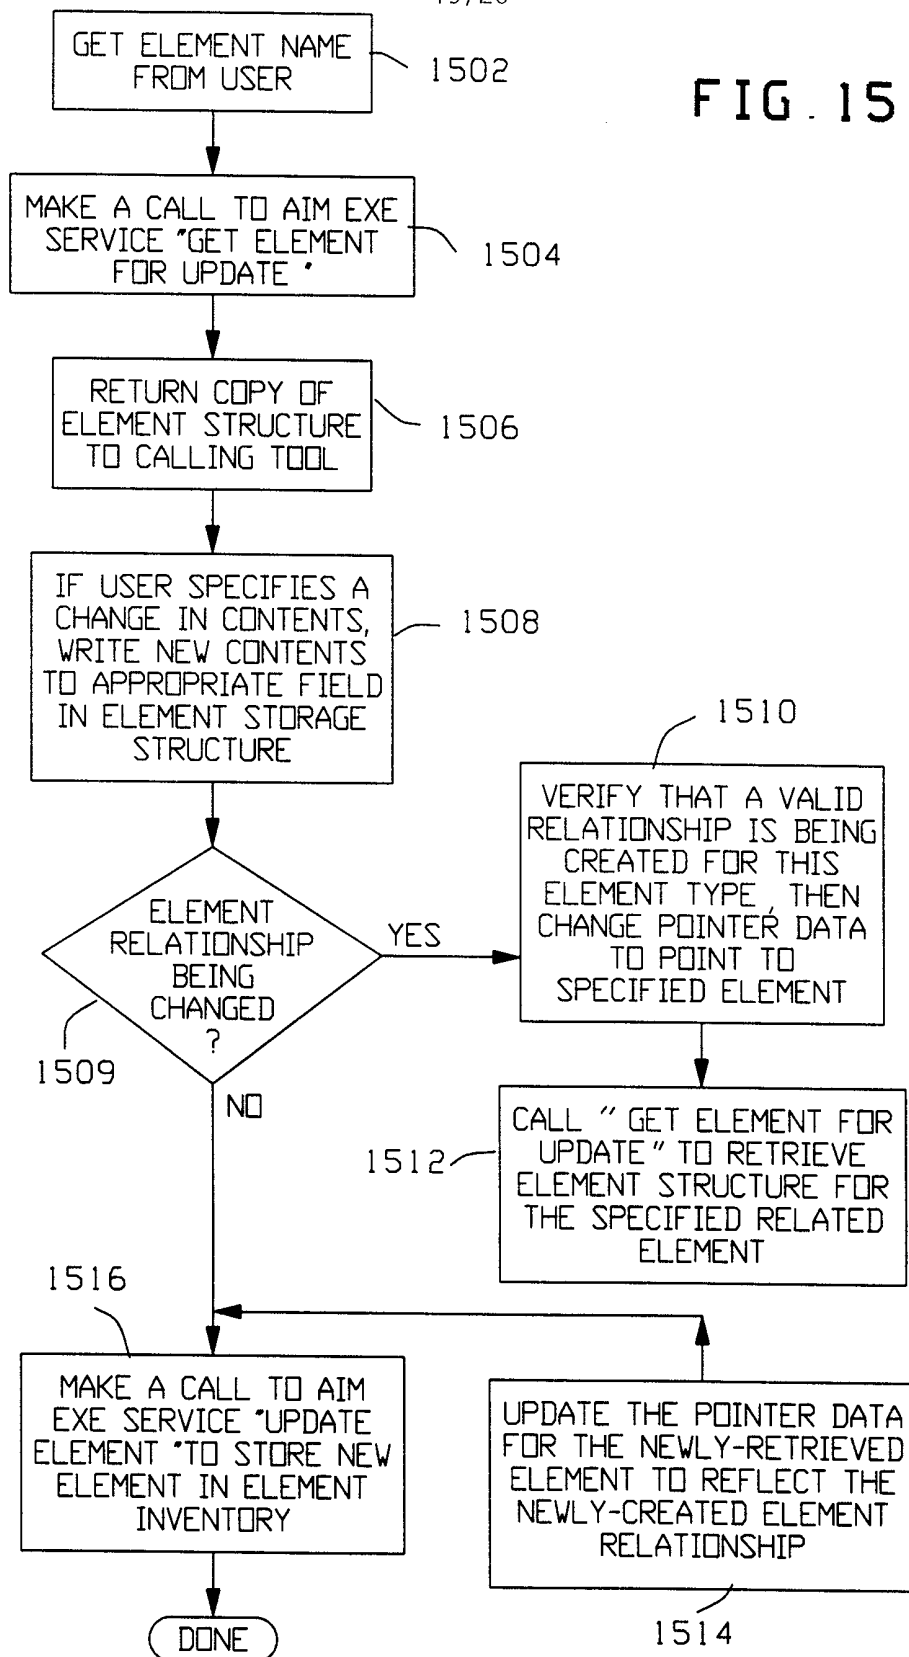 GET ELEMENT NAME
FROM USER
1502
FIG. 15
MAKE A CALL TO AIM EXE
SERVICE "GET ELEMENT
FOR UPDATE "
1504
RETURN COPY OF
ELEMENT STRUCTURE
TO CALLING TOOL
1506
IF USER SPECIFIES A
CHANGE IN CONTENTS,
WRITE NEW CONTENTS
TO APPROPRIATE FIELD
IN ELEMENT STORAGE
STRUCTURE
1508
ELEMENT
RELATIONSHIP
BEING
CHANGED
?
1509
YES
NO
1510
VERIFY THAT A VALID
RELATIONSHIP IS BEING
CREATED FOR THIS
ELEMENT TYPE, THEN
CHANGE POINTER DATA
TO POINT TO
SPECIFIED ELEMENT
1512
CALL "GET ELEMENT FOR
UPDATE" TO RETRIEVE
ELEMENT STRUCTURE FOR
THE SPECIFIED RELATED
ELEMENT
UPDATE THE POINTER DATA
FOR THE NEWLY-RETRIEVED
ELEMENT TO REFLECT THE
NEWLY-CREATED ELEMENT
RELATIONSHIP
1514
1516
MAKE A CALL TO AIM
EXE SERVICE "UPDATE
ELEMENT "TO STORE NEW
ELEMENT IN ELEMENT
INVENTORY
DONE